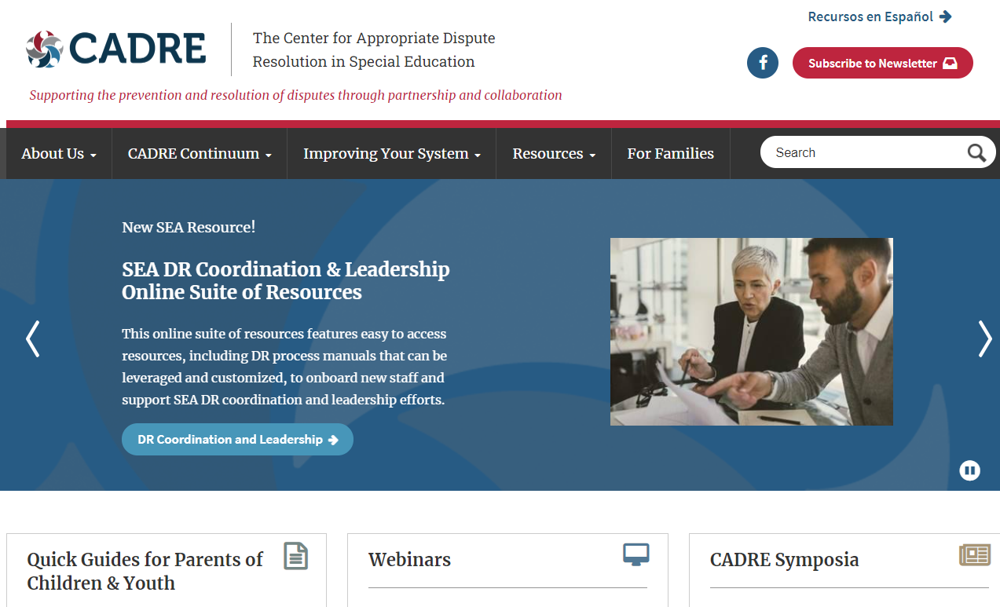 Recursos en Español
CADRE
The Center for Appropriate Dispute
Resolution in Special Education
Subscribe to Newsletter
Supporting the prevention and resolution of disputes through partnership and collaboration
About Us
CADRE Continuum
Improving Your System
Resources
For Families
Search
New SEA Resource!
SEA DR Coordination & Leadership
Online Suite of Resources
This online suite of resources features easy to access
resources, including DR process manuals that can be
leveraged and customized, to onboard new staff and
support SEA DR coordination and leadership efforts.
DR Coordination and Leadership
Quick Guides for Parents of
Children & Youth
Webinars
CADRE Symposia